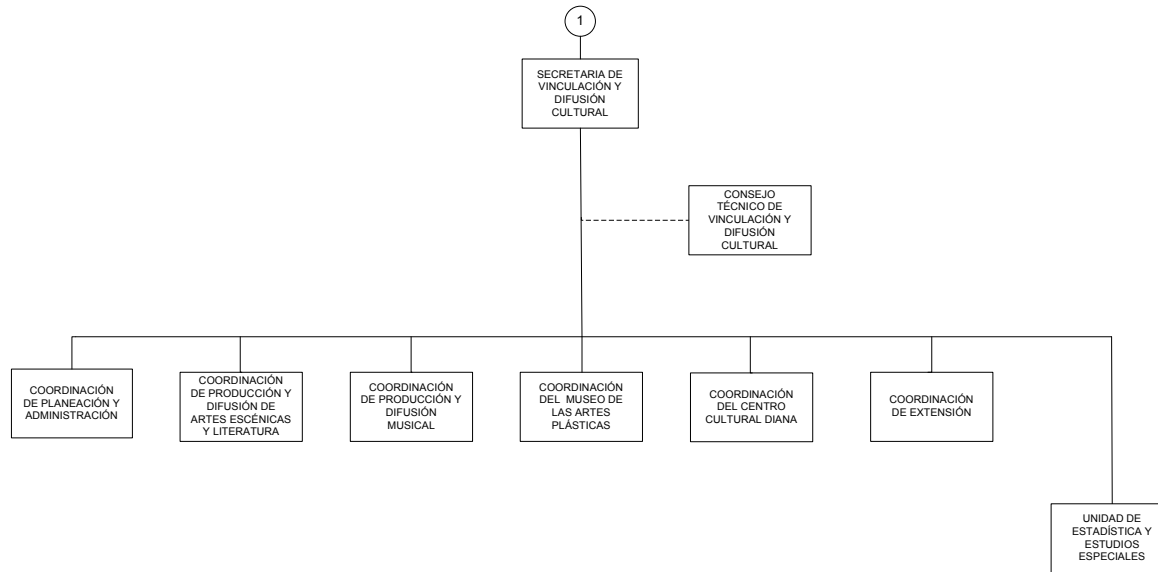 1
SECRETARIA DE
VINCULACIÓN Y
DIFUSIÓN
CULTURAL
CONSEJO
TÉCNICO DE
VINCULACIÓN Y
DIFUSIÓN
CULTURAL
COORDINACIÓN
DE PLANEACIÓN Y
ADMINISTRACIÓN
COORDINACIÓN
DE PRODUCCIÓN Y
DIFUSIÓN DE
ARTES ESCÉNICAS
Y LITERATURA
COORDINACIÓN
DE PRODUCCIÓN Y
DIFUSIÓN
MUSICAL
COORDINACIÓN
DEL MUSEO DE
LAS ARTES
PLÁSTICAS
COORDINACIÓN
DEL CENTRO
CULTURAL DIANA
COORDINACIÓN
DE EXTENSIÓN
UNIDAD DE
ESTADÍSTICA Y
ESTUDIOS
ESPECIALES